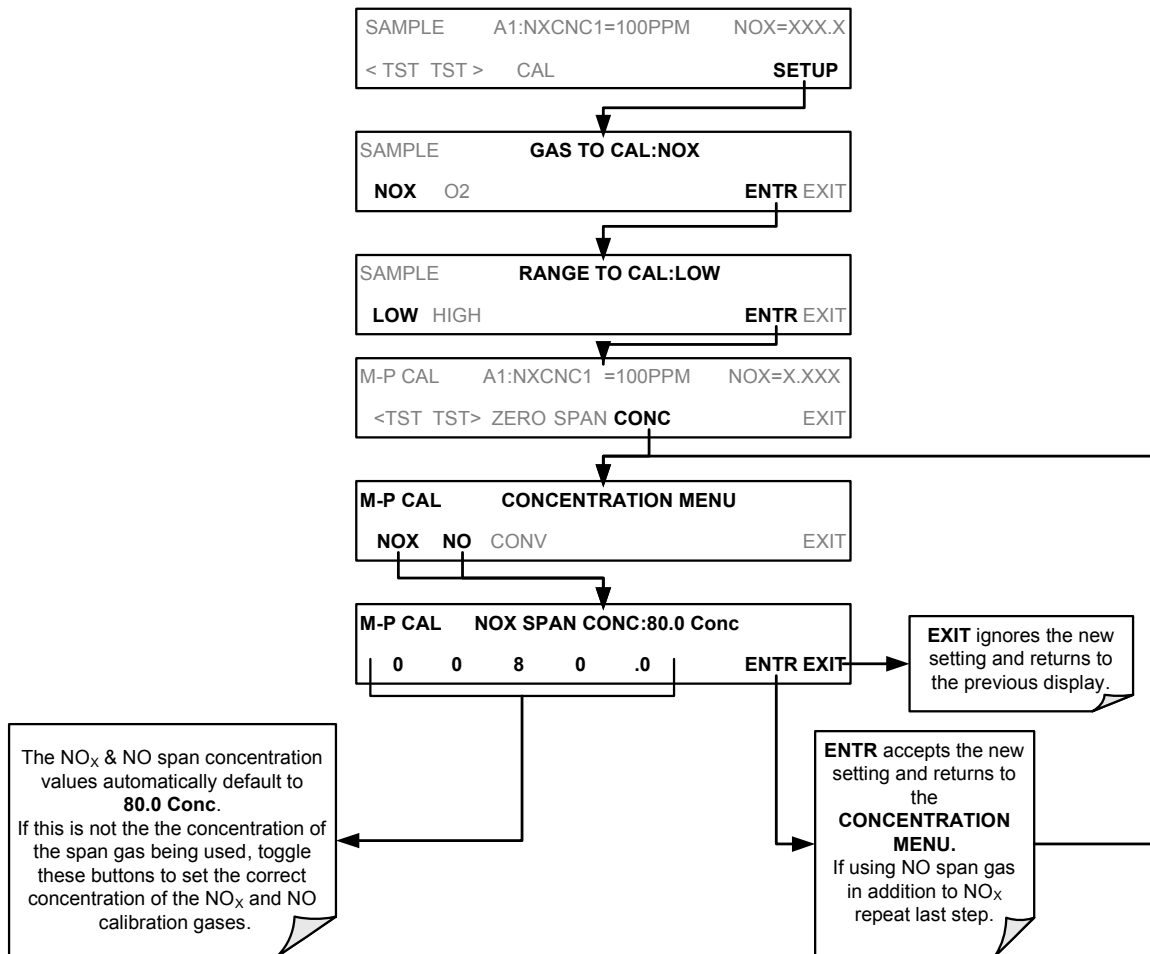 SAMPLE A1:NXCNC1=100PPM NOX=XXX.X
< TST TST > CAL SETUP
SAMPLE GAS TO CAL:NOX
NOX O2 ENTR EXIT
SAMPLE RANGE TO CAL:LOW
LOW HIGH ENTR EXIT
M-P CAL A1:NXCNC1 =100PPM NOX=X.XXX
<TST TST> ZERO SPAN CONC EXIT
M-P CAL CONCENTRATION MENU
NOX NO CONV EXIT
M-P CAL NOX SPAN CONC:80.0 Conc
0 0 8 0 .0 ENTR EXIT
EXIT ignores the new
setting and returns to
the previous display.
The NOX & NO span concentration
values automatically default to
80.0 Conc.
If this is not the the concentration of
the span gas being used, toggle
these buttons to set the correct
concentration of the NOX and NO
calibration gases.
ENTR accepts the new
setting and returns to
the
CONCENTRATION
MENU.
If using NO span gas
in addition to NOX
repeat last step.